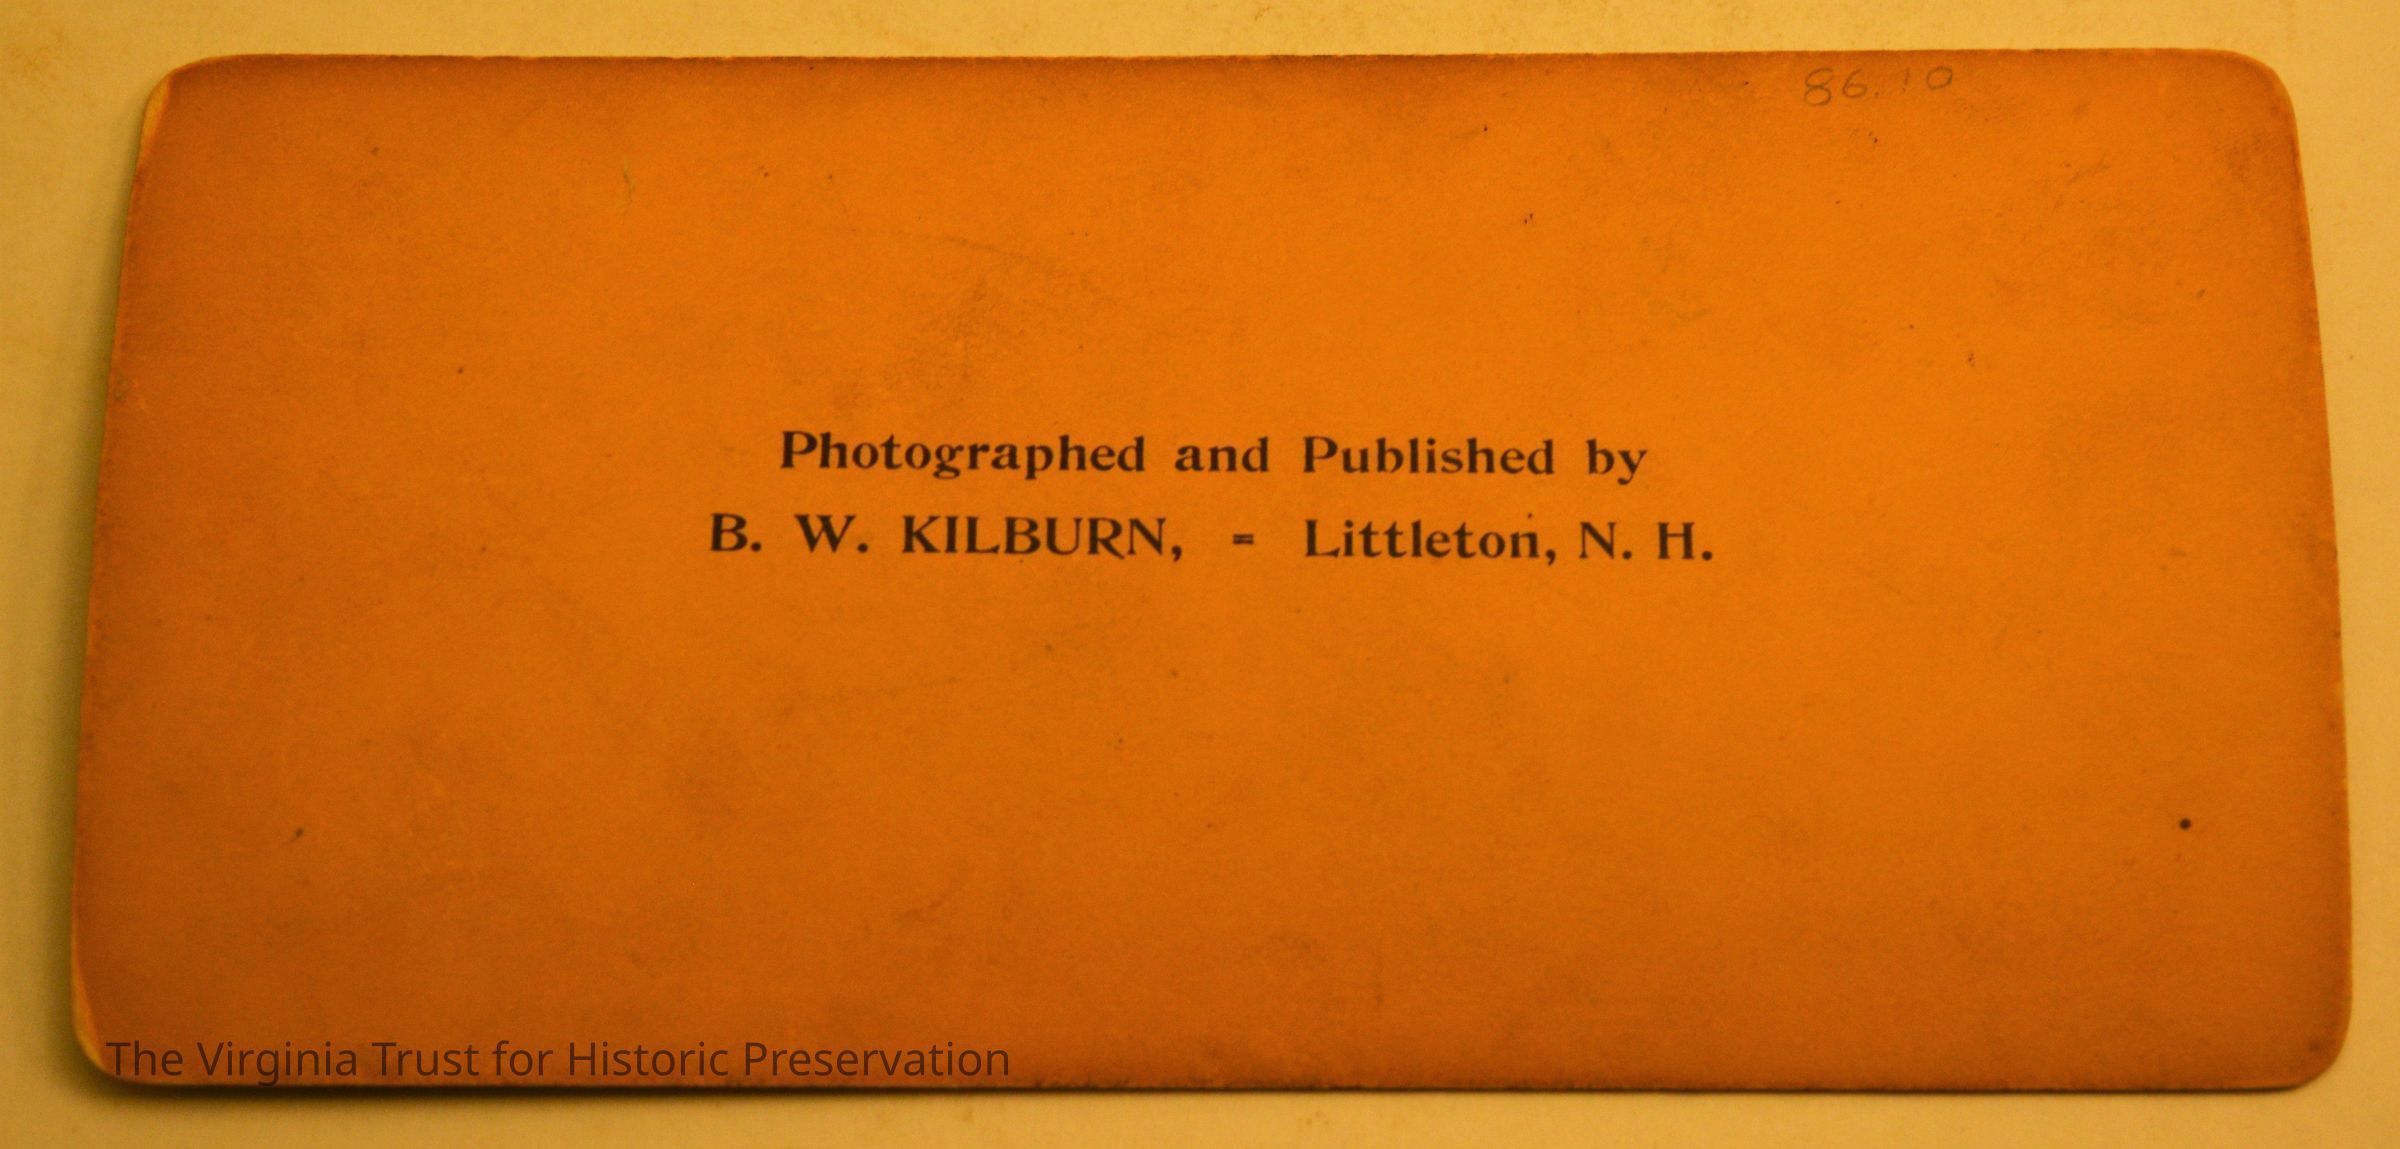 86.10
Photographed and Published by
B. W. KILBURN, = Littleton, N. H.
The Virginia Trust for Historic Preservation